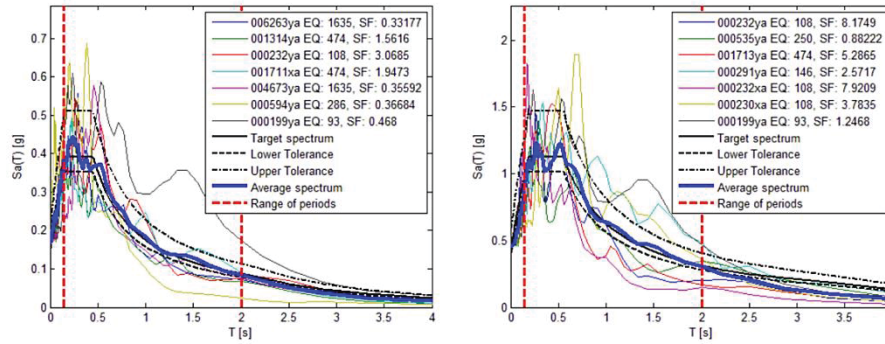 006263ya EQ: 1635, SF: 0.33177
001314ya EQ: 474, SF: 1.5616
000232ya EQ: 108, SF: 3.0685
001711xa EQ: 474, SF: 1.9473
004673ya EQ: 1635, SF: 0.35592
000594ya EQ: 286, SF: 0.36684
000199ya EQ: 93, SF: 0.468
Target spectrum
Lower Tolerance
Upper Tolerance
Average spectrum
Range of periods
Sa(T) [g]
0.7
0.6
0.5
0.4
0.3
0.2
0.1
0
0 0.5 1 1.5 2 2.5 3 3.5 4
T [s]
000232ya EQ: 108, SF: 8.1749
000535ya EQ: 250, SF: 0.88222
001713ya EQ: 474, SF: 5.2865
000291ya EQ: 146, SF: 2.5717
000232xa EQ: 108, SF: 7.9209
000230xa EQ: 108, SF: 3.7835
000199ya EQ: 93, SF: 1.2468
Target spectrum
Lower Tolerance
Upper Tolerance
Average spectrum
Range of periods
Sa(T) [g]
2
1.5
1
0.5
0
0 0.5 1 1.5 2 2.5 3 3.5
T [s]